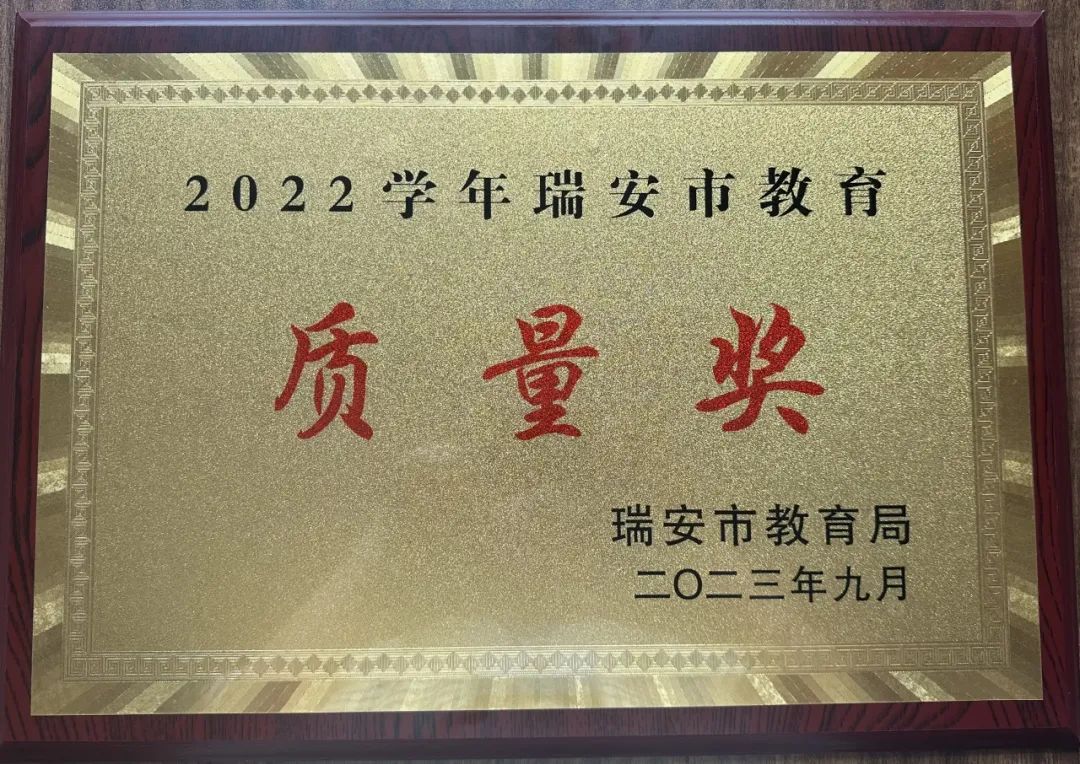 2022学年瑞安市教育
质量奖
瑞安市教育局
二〇二三年九月